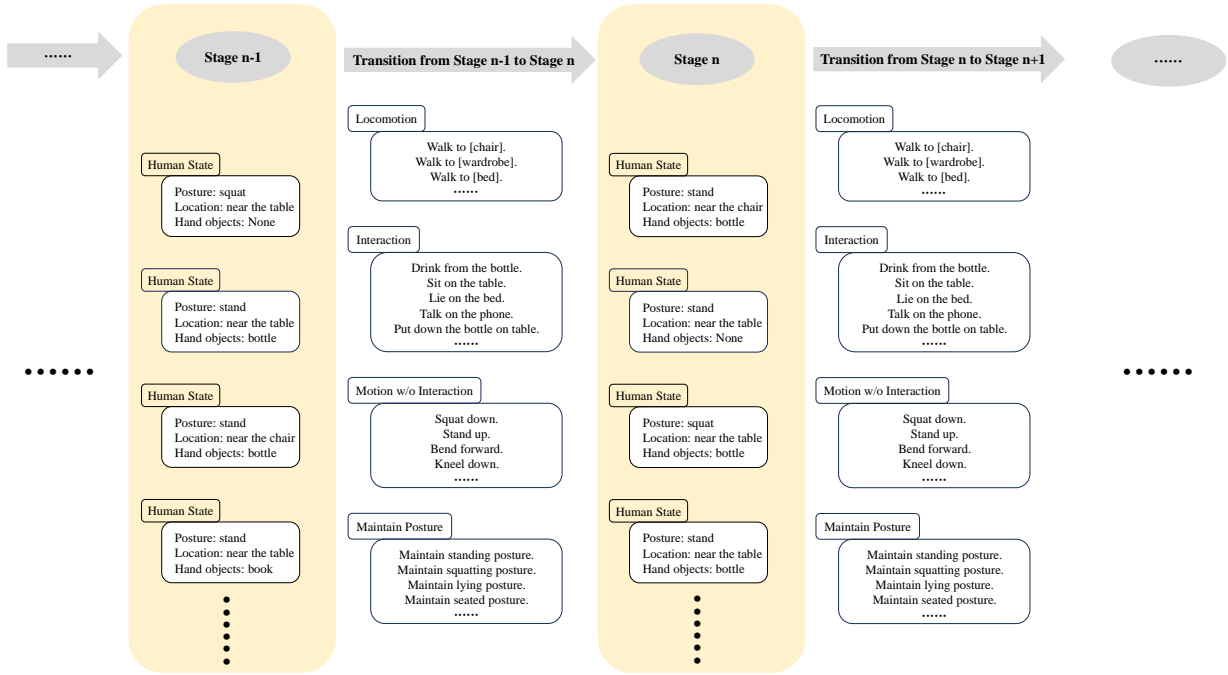 ......
Stage n-1
Transition from Stage n-1 to Stage n
Stage n
Transition from Stage n to Stage n+1
......
Human State
Posture: squat
Location: near the table
Hand objects: None
Human State
Posture: stand
Location: near the table
Hand objects: bottle
Human State
Posture: stand
Location: near the chair
Hand objects: bottle
Human State
Posture: stand
Location: near the table
Hand objects: book
Locomotion
Walk to [chair].
Walk to [wardrobe].
Walk to [bed].
......
Interaction
Drink from the bottle.
Sit on the table.
Lie on the bed.
Talk on the phone.
Put down the bottle on table.
......
Motion w/o Interaction
Squat down.
Stand up.
Bend forward.
Kneel down.
......
Maintain Posture
Maintain standing posture.
Maintain squatting posture.
Maintain lying posture.
Maintain seated posture.
......
Human State
Posture: stand
Location: near the chair
Hand objects: bottle
Human State
Posture: stand
Location: near the table
Hand objects: None
Human State
Posture: squat
Location: near the table
Hand objects: bottle
Human State
Posture: stand
Location: near the table
Hand objects: bottle
Locomotion
Walk to [chair].
Walk to [wardrobe].
Walk to [bed].
......
Interaction
Drink from the bottle.
Sit on the table.
Lie on the bed.
Talk on the phone.
Put down the bottle on table.
......
Motion w/o Interaction
Squat down.
Stand up.
Bend forward.
Kneel down.
......
Maintain Posture
Maintain standing posture.
Maintain squatting posture.
Maintain lying posture.
Maintain seated posture.
......